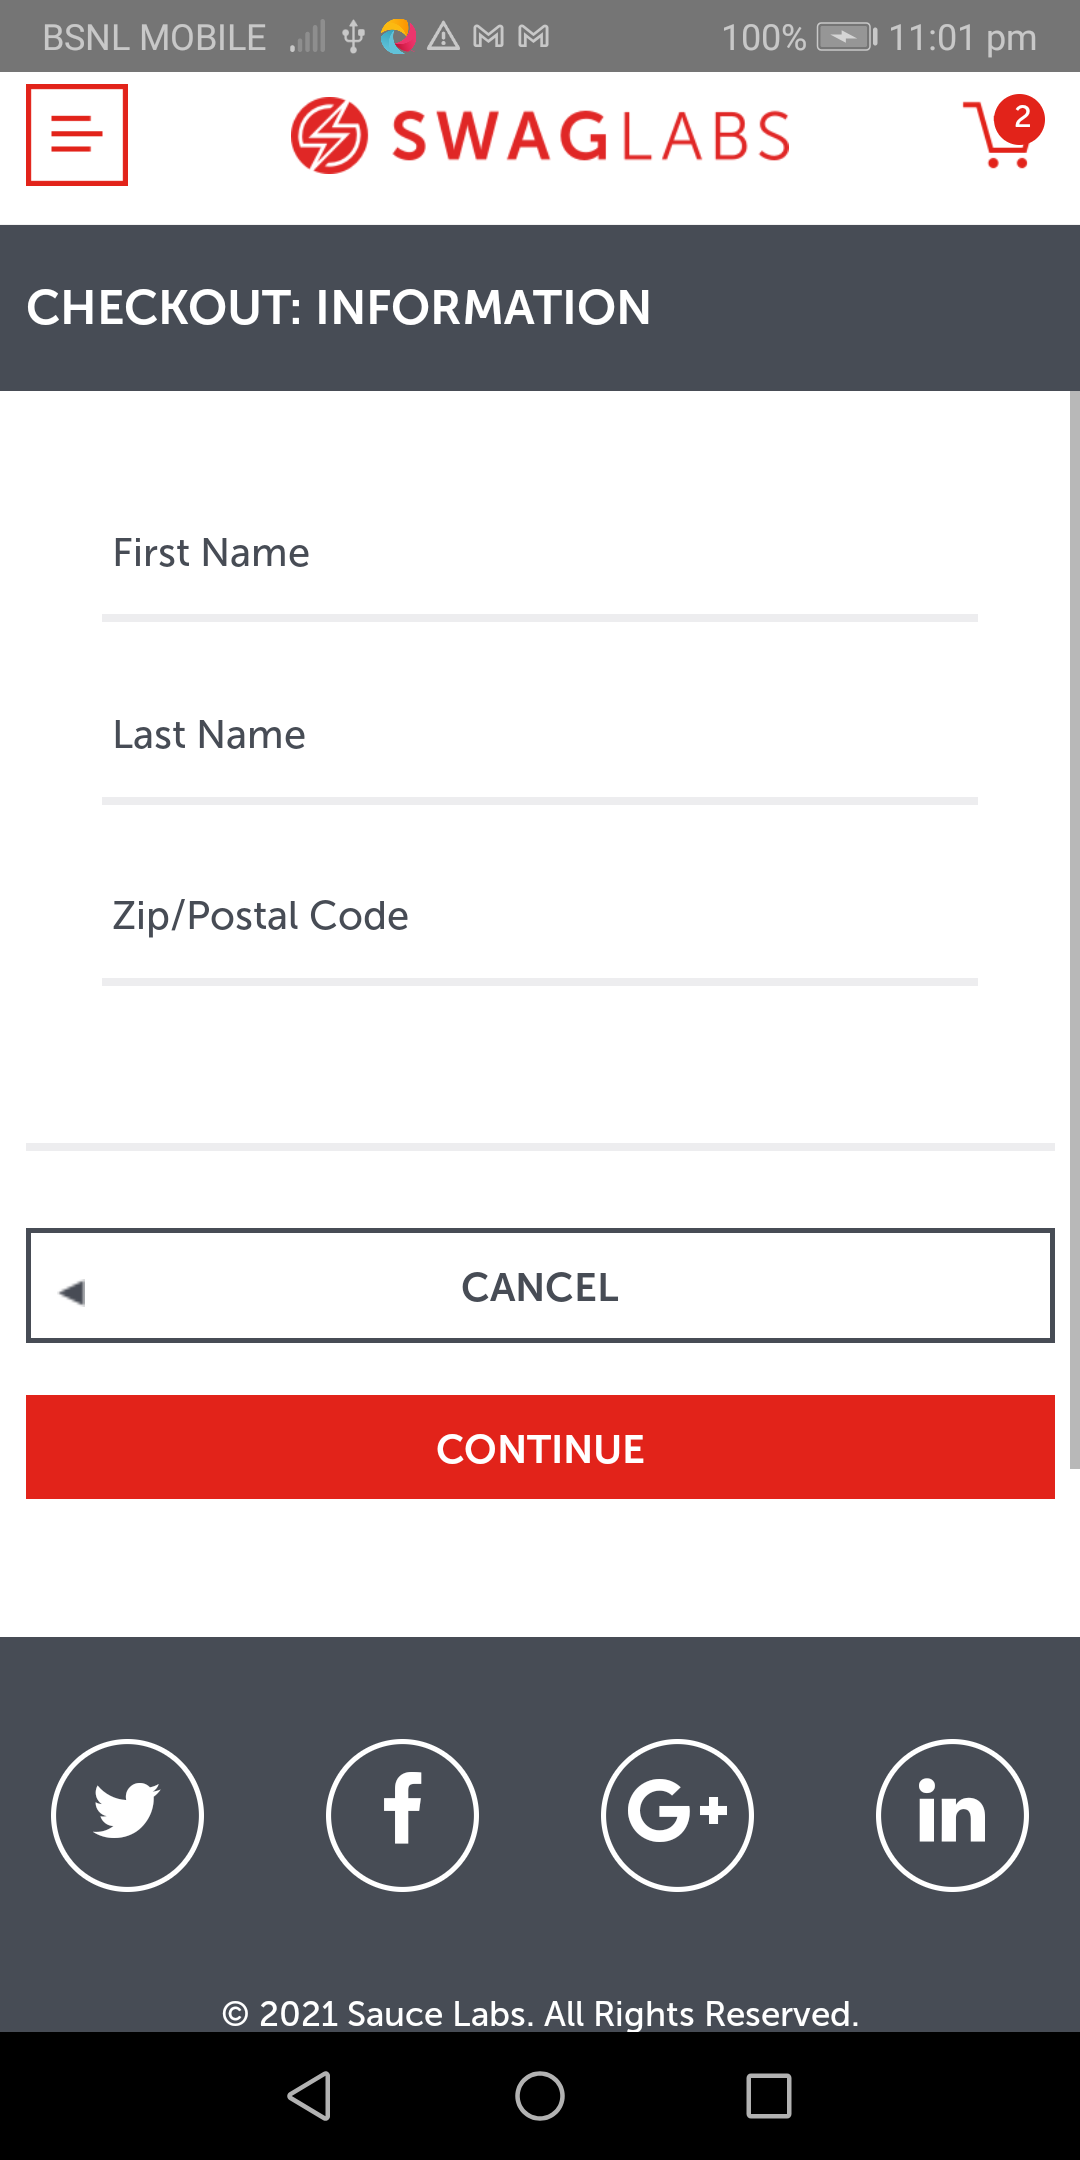 BSNL MOBILE 100% 11:01 pm
SWAGLABS 2
CHECKOUT: INFORMATION
First Name
Last Name
Zip/Postal Code
CANCEL
CONTINUE
f G+ in
© 2021 Sauce Labs. All Rights Reserved.